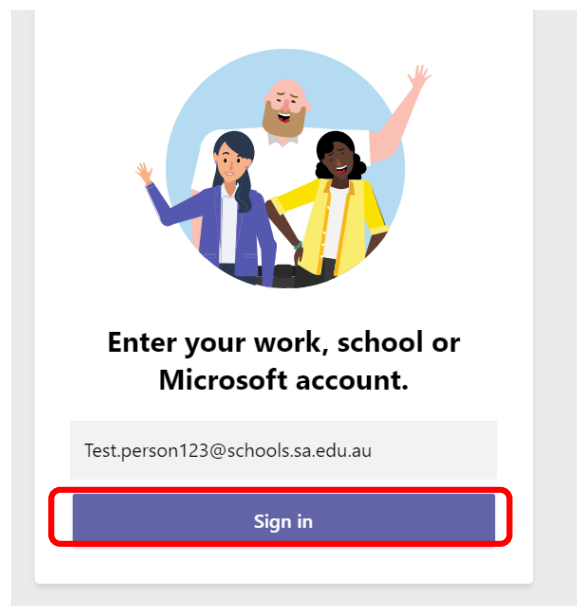 Enter your work, school or
Microsoft account.
Test.person123@schools.sa.edu.au
Sign in